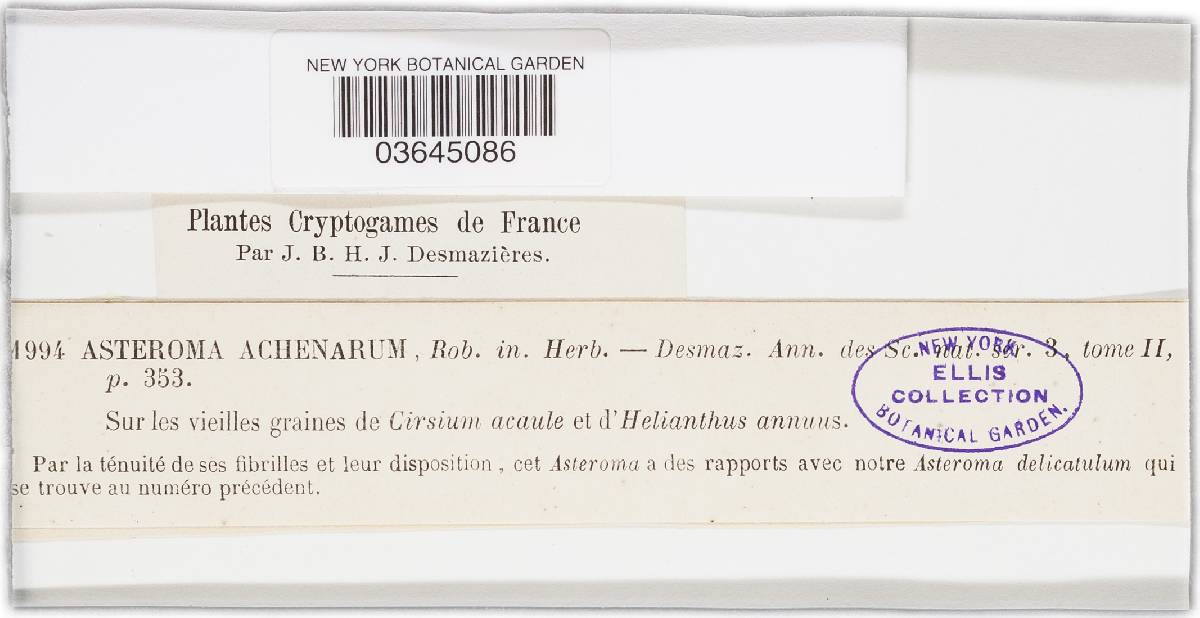 NEW YORK BOTANICAL GARDEN
03645086
Plantes Cryptogames de France
Par J. B. H. J. Desmazières.
1994 ASTEROMA ACHENARUM, Rob. in. Herb. — Desmaz. Ann. des Sc. nat. sér. 3, tome II,
p. 353.
NEW YORK
ELLIS
COLLECTION
BOTANICAL GARDEN.
Sur les vieilles graines de Cirsium acaule et d'Helianthus annuus.
Par la ténuité de ses fibrilles et leur disposition, cet Asteroma a des rapports avec notre Asteroma delicatulum qui
se trouve au numéro précédent.